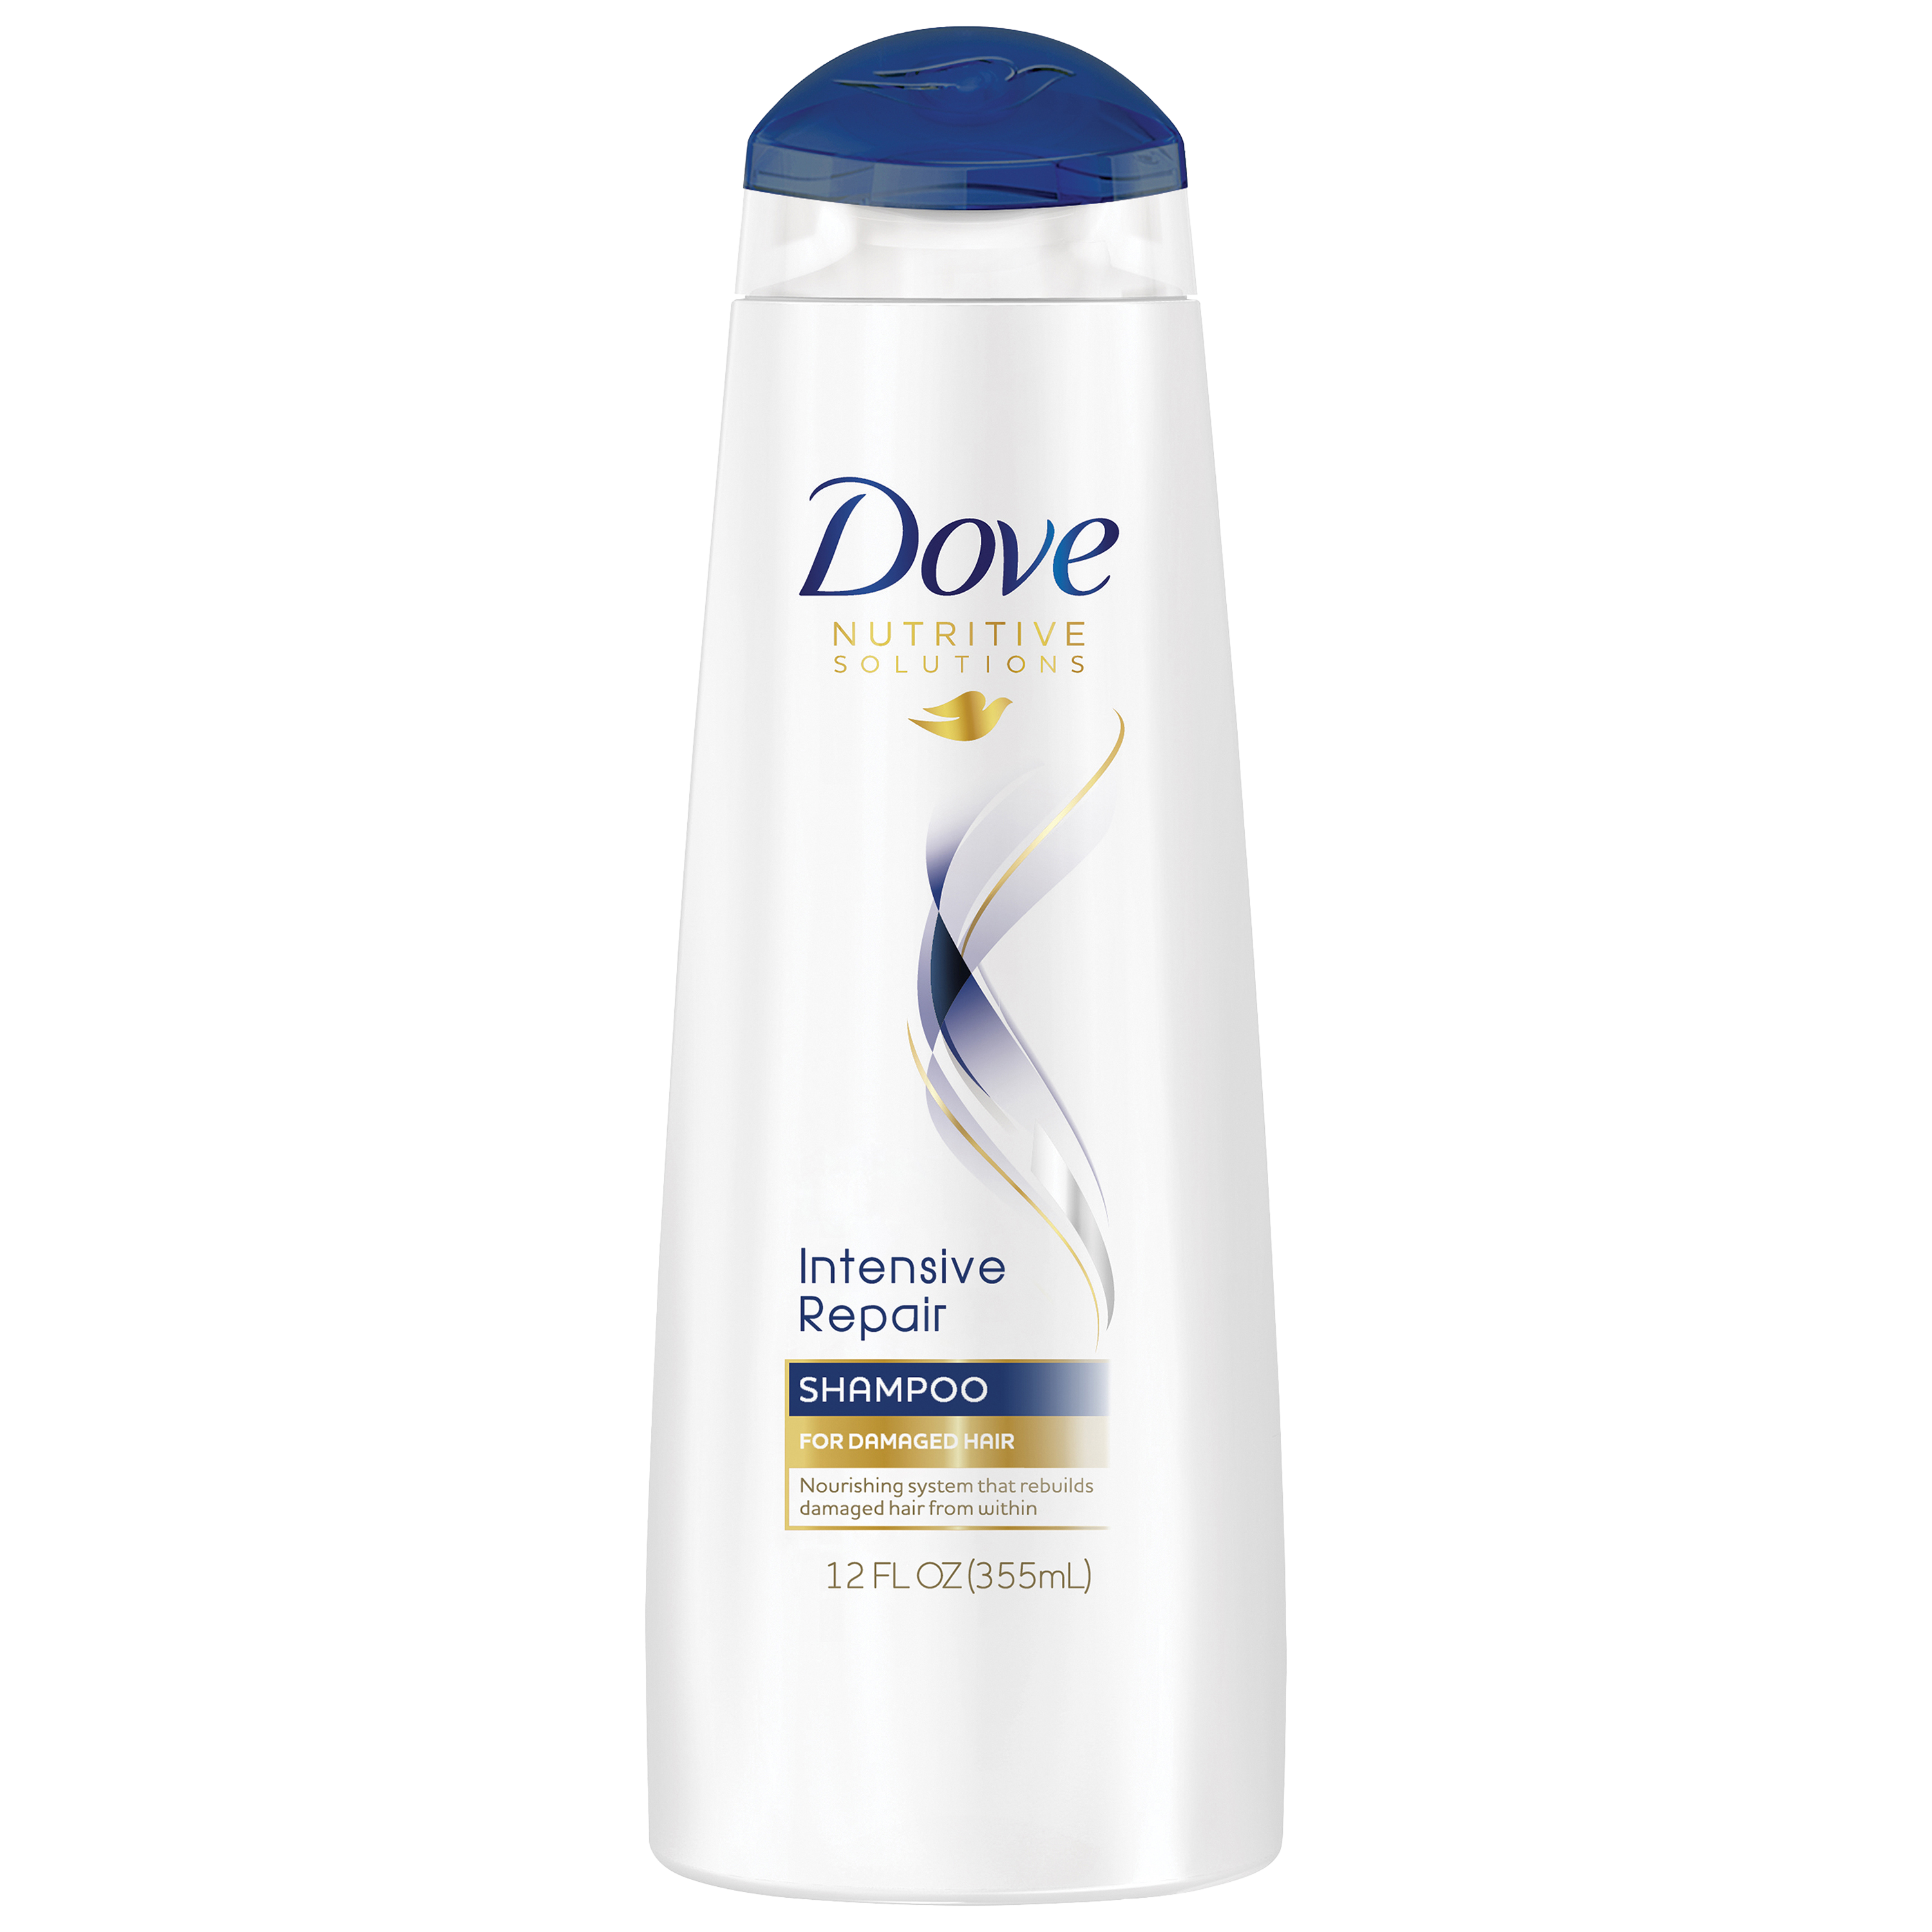 Dove
NUTRITIVE
SOLUTIONS
Intensive
Repair
SHAMPOO
FOR DAMAGED HAIR
Nourishing system that rebuilds
damaged hair from within
12 FL OZ (355mL)